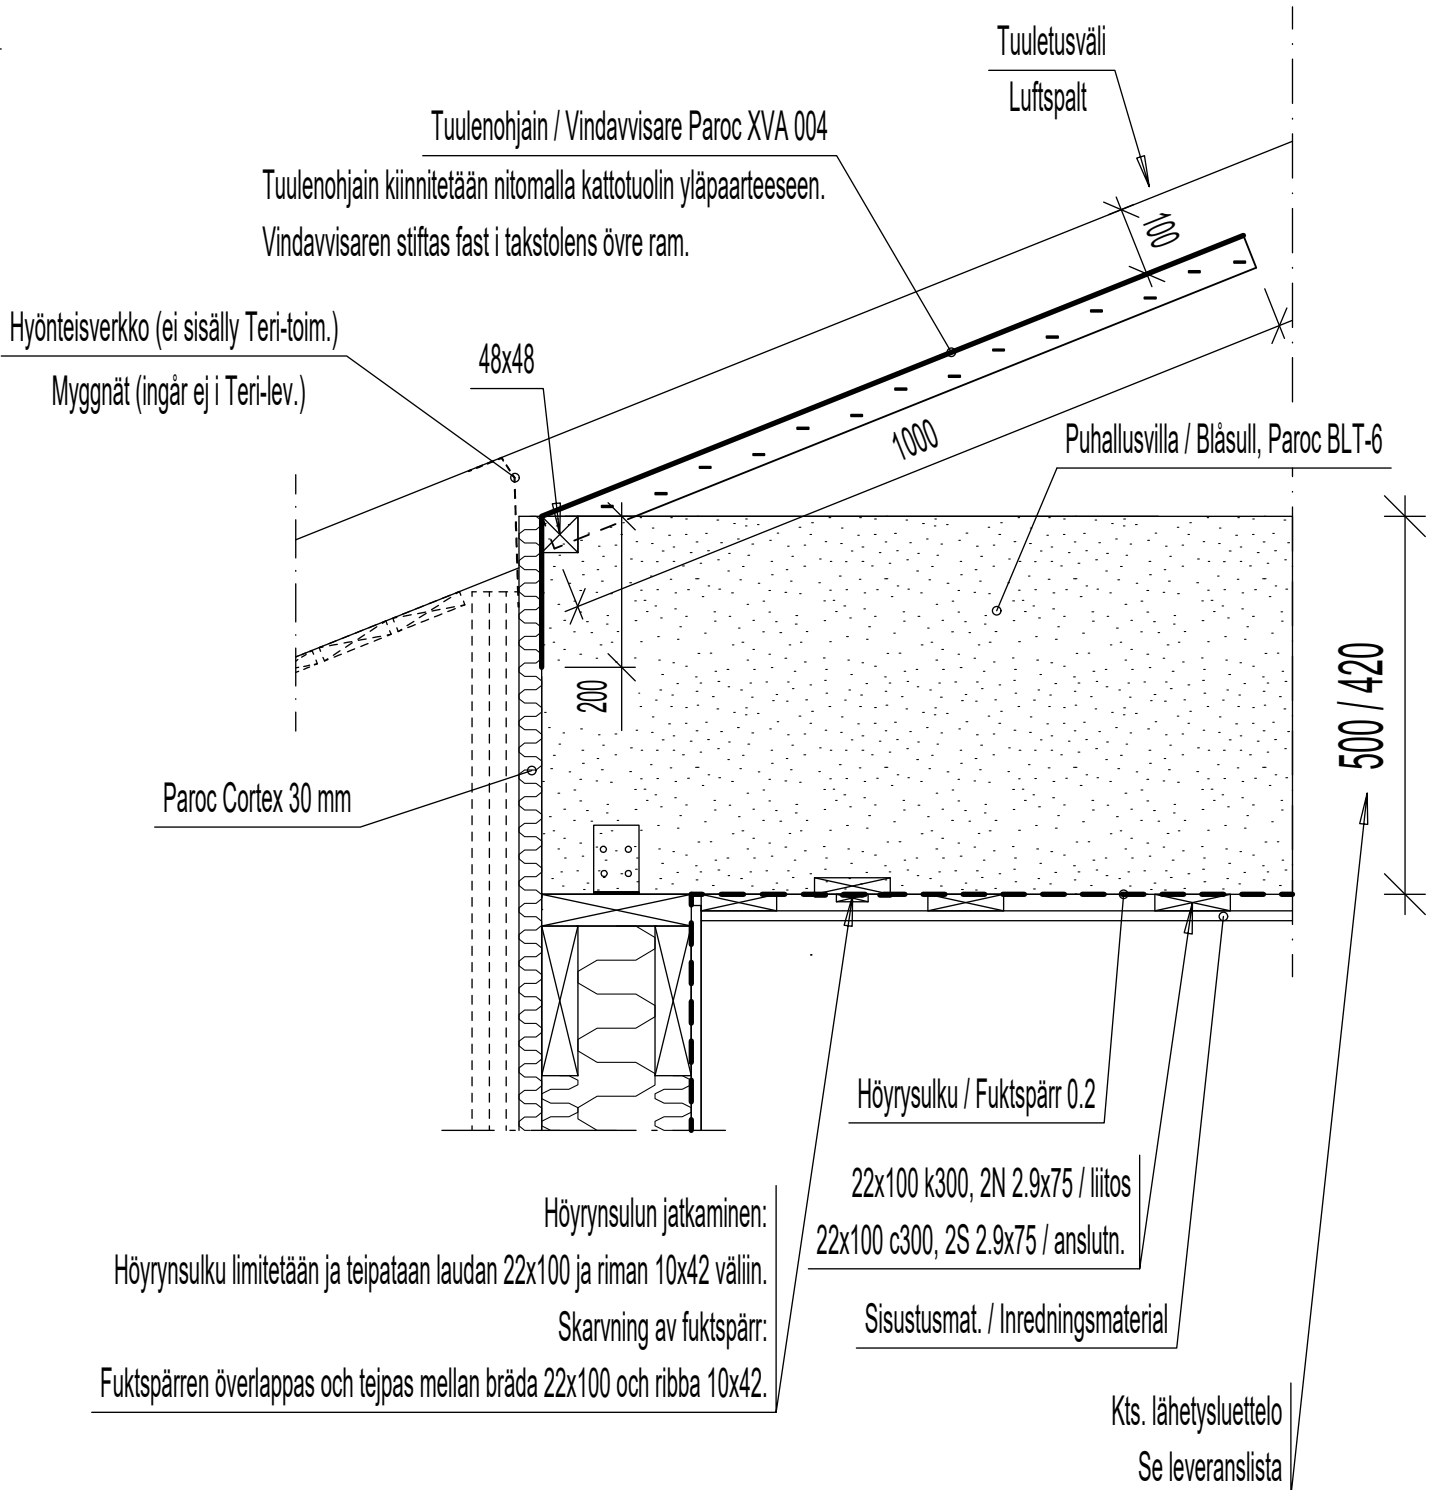 Tuuletusväli
Luftspalt
Tuulenohjain / Vindavvisare Paroc XVA 004
Tuulenohjain kiinnitetään nitomalla kattotuolin yläpaarteeseen.
Vindavvisaren stiftas fast i takstolens övre ram.
100
Hyönteisverkko (ei sisälly Teri-toim.)
Myggnät (ingår ej i Teri-lev.)
48x48
1000
Puhallusvilla / Blåsull, Paroc BLT-6
200
500 / 420
Paroc Cortex 30 mm
Höyrysulku / Fuktspärr 0.2
22x100 k300, 2N 2.9x75 / liitos
22x100 c300, 2S 2.9x75 / anslutn.
Höyrynsulun jatkaminen:
Höyrynsulku limitetään ja teipataan laudan 22x100 ja riman 10x42 väliin.
Skarvning av fuktspärr:
Fuktspärren överlappas och tejpas mellan bräda 22x100 och ribba 10x42.
Sisustusmat. / Inredningsmaterial
Kts. lähetysluettelo
Se leveranslista